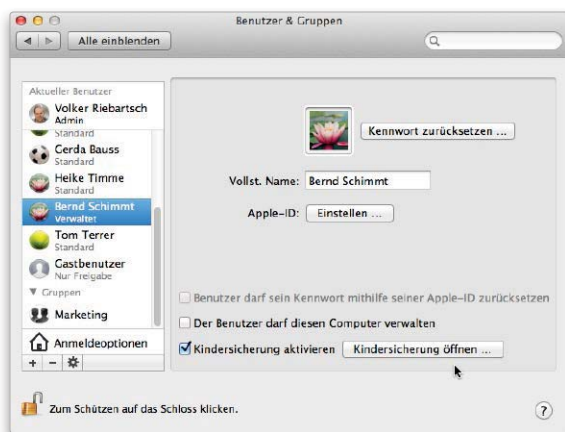 Benutzer & Gruppen
Alle einblenden
Aktueller Benutzer
Volker Riebartsch
Admin
Standard
Gerda Bauss
Standard
Heike Timme
Standard
Bernd Schimmt
Verwaltet
Tom Terrer
Standard
Gastbenutzer
Nur Freigabe
▼ Gruppen
Marketing
Anmeldeoptionen
+ −
Kennwort zurücksetzen ...
Vollst. Name: Bernd Schimmt
Apple-ID: Einstellen ...
Benutzer darf sein Kennwort mithilfe seiner Apple-ID zurücksetzen
Der Benutzer darf diesen Computer verwalten
Kindersicherung aktivieren Kindersicherung öffnen ...
Zum Schützen auf das Schloss klicken.
?